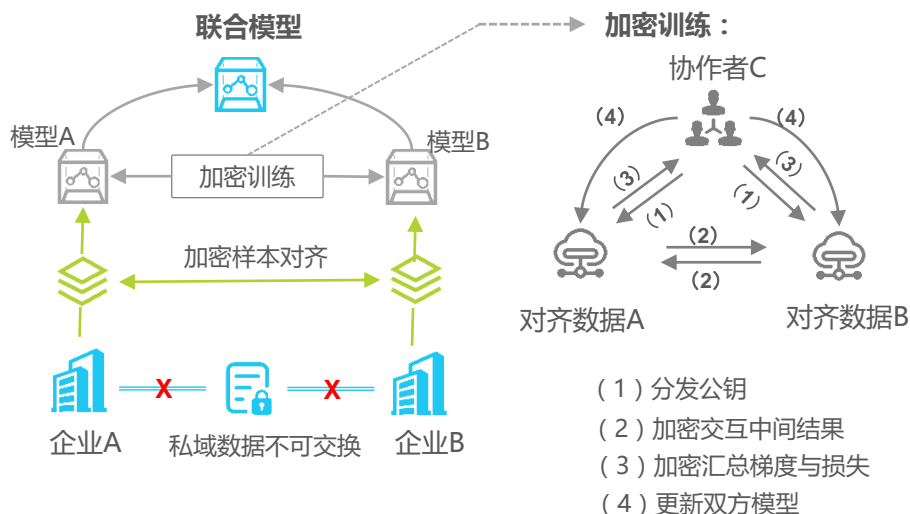 联合模型
加密训练：
协作者C
模型A
模型B
加密训练
(4)
(4)
(3)
(1)
(3)
(1)
加密样本对齐
(2)
(2)
对齐数据A
对齐数据B
X
X
企业A
私域数据不可交换
企业B
（1）分发公钥
（2）加密交互中间结果
（3）加密汇总梯度与损失
（4）更新双方模型